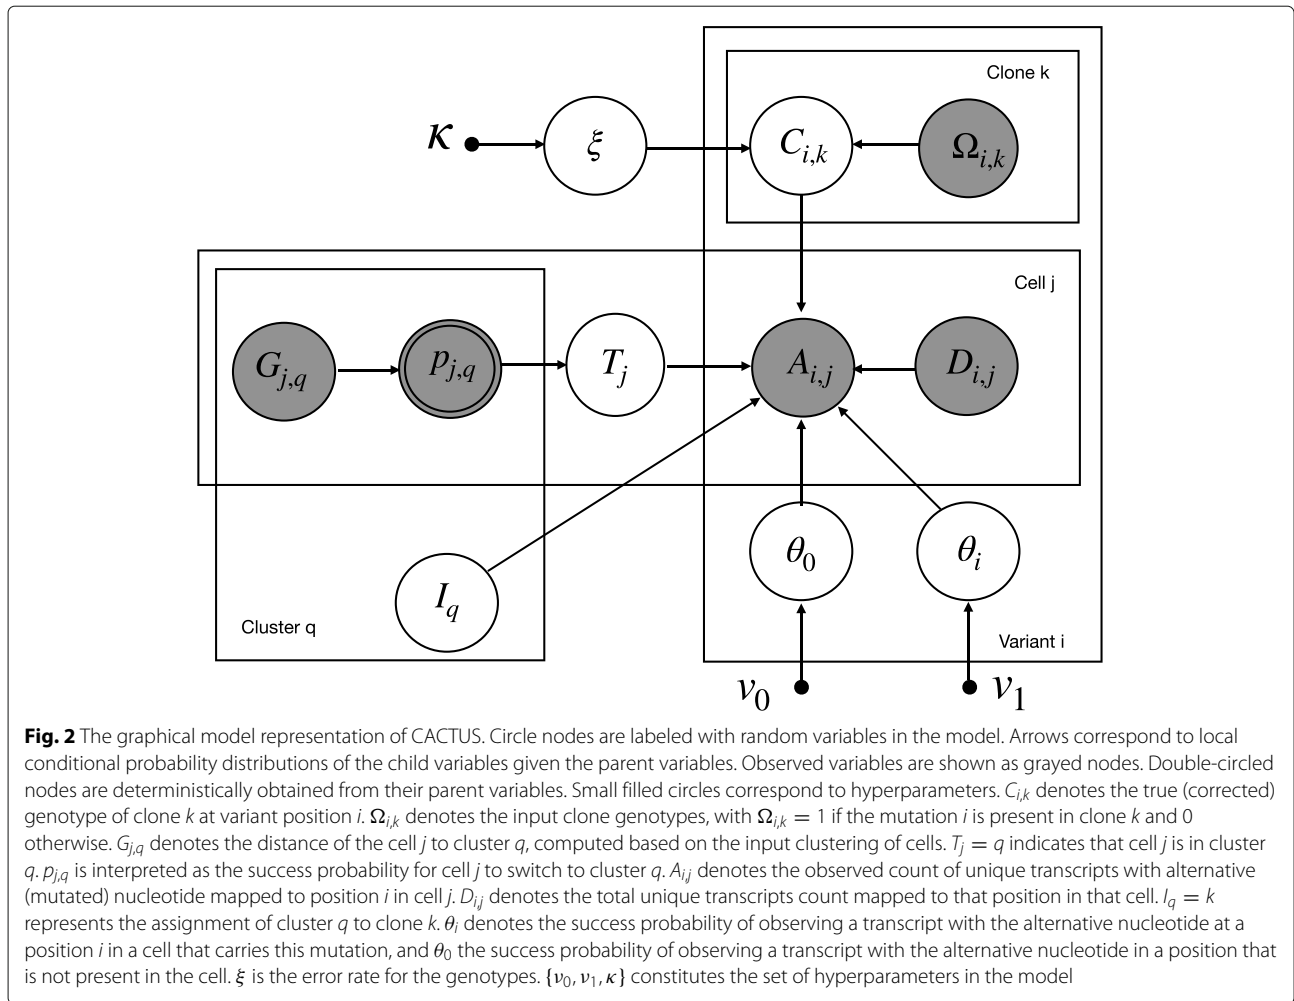 Clone k
κ
ξ
C_{i,k}
Ω_{i,k}
Cell j
G_{j,q}
p_{j,q}
T_j
A_{i,j}
D_{i,j}
θ_0
θ_i
I_q
Cluster q
Variant i
ν_0
ν_1
Fig. 2 The graphical model representation of CACTUS. Circle nodes are labeled with random variables in the model. Arrows correspond to local
conditional probability distributions of the child variables given the parent variables. Observed variables are shown as grayed nodes. Double-circled
nodes are deterministically obtained from their parent variables. Small filled circles correspond to hyperparameters. C_{i,k} denotes the true (corrected)
genotype of clone k at variant position i. Ω_{i,k} denotes the input clone genotypes, with Ω_{i,k} = 1 if the mutation i is present in clone k and 0
otherwise. G_{j,q} denotes the distance of the cell j to cluster q, computed based on the input clustering of cells. T_j = q indicates that cell j is in cluster
q. p_{j,q} is interpreted as the success probability for cell j to switch to cluster q. A_{i,j} denotes the observed count of unique transcripts with alternative
(mutated) nucleotide mapped to position i in cell j. D_{i,j} denotes the total unique transcripts count mapped to that position in that cell. I_q = k
represents the assignment of cluster q to clone k. θ_i denotes the success probability of observing a transcript with the alternative nucleotide at a
position i in a cell that carries this mutation, and θ_0 the success probability of observing a transcript with the alternative nucleotide in a position that
is not present in the cell. ξ is the error rate for the genotypes. {ν_0, ν_1, κ} constitutes the set of hyperparameters in the model